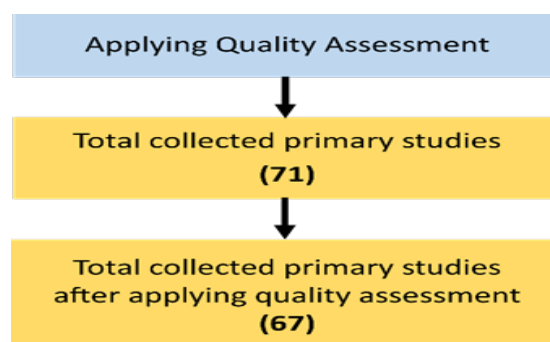 Applying Quality Assessment
Total collected primary studies
(71)
Total collected primary studies
after applying quality assessment
(67)